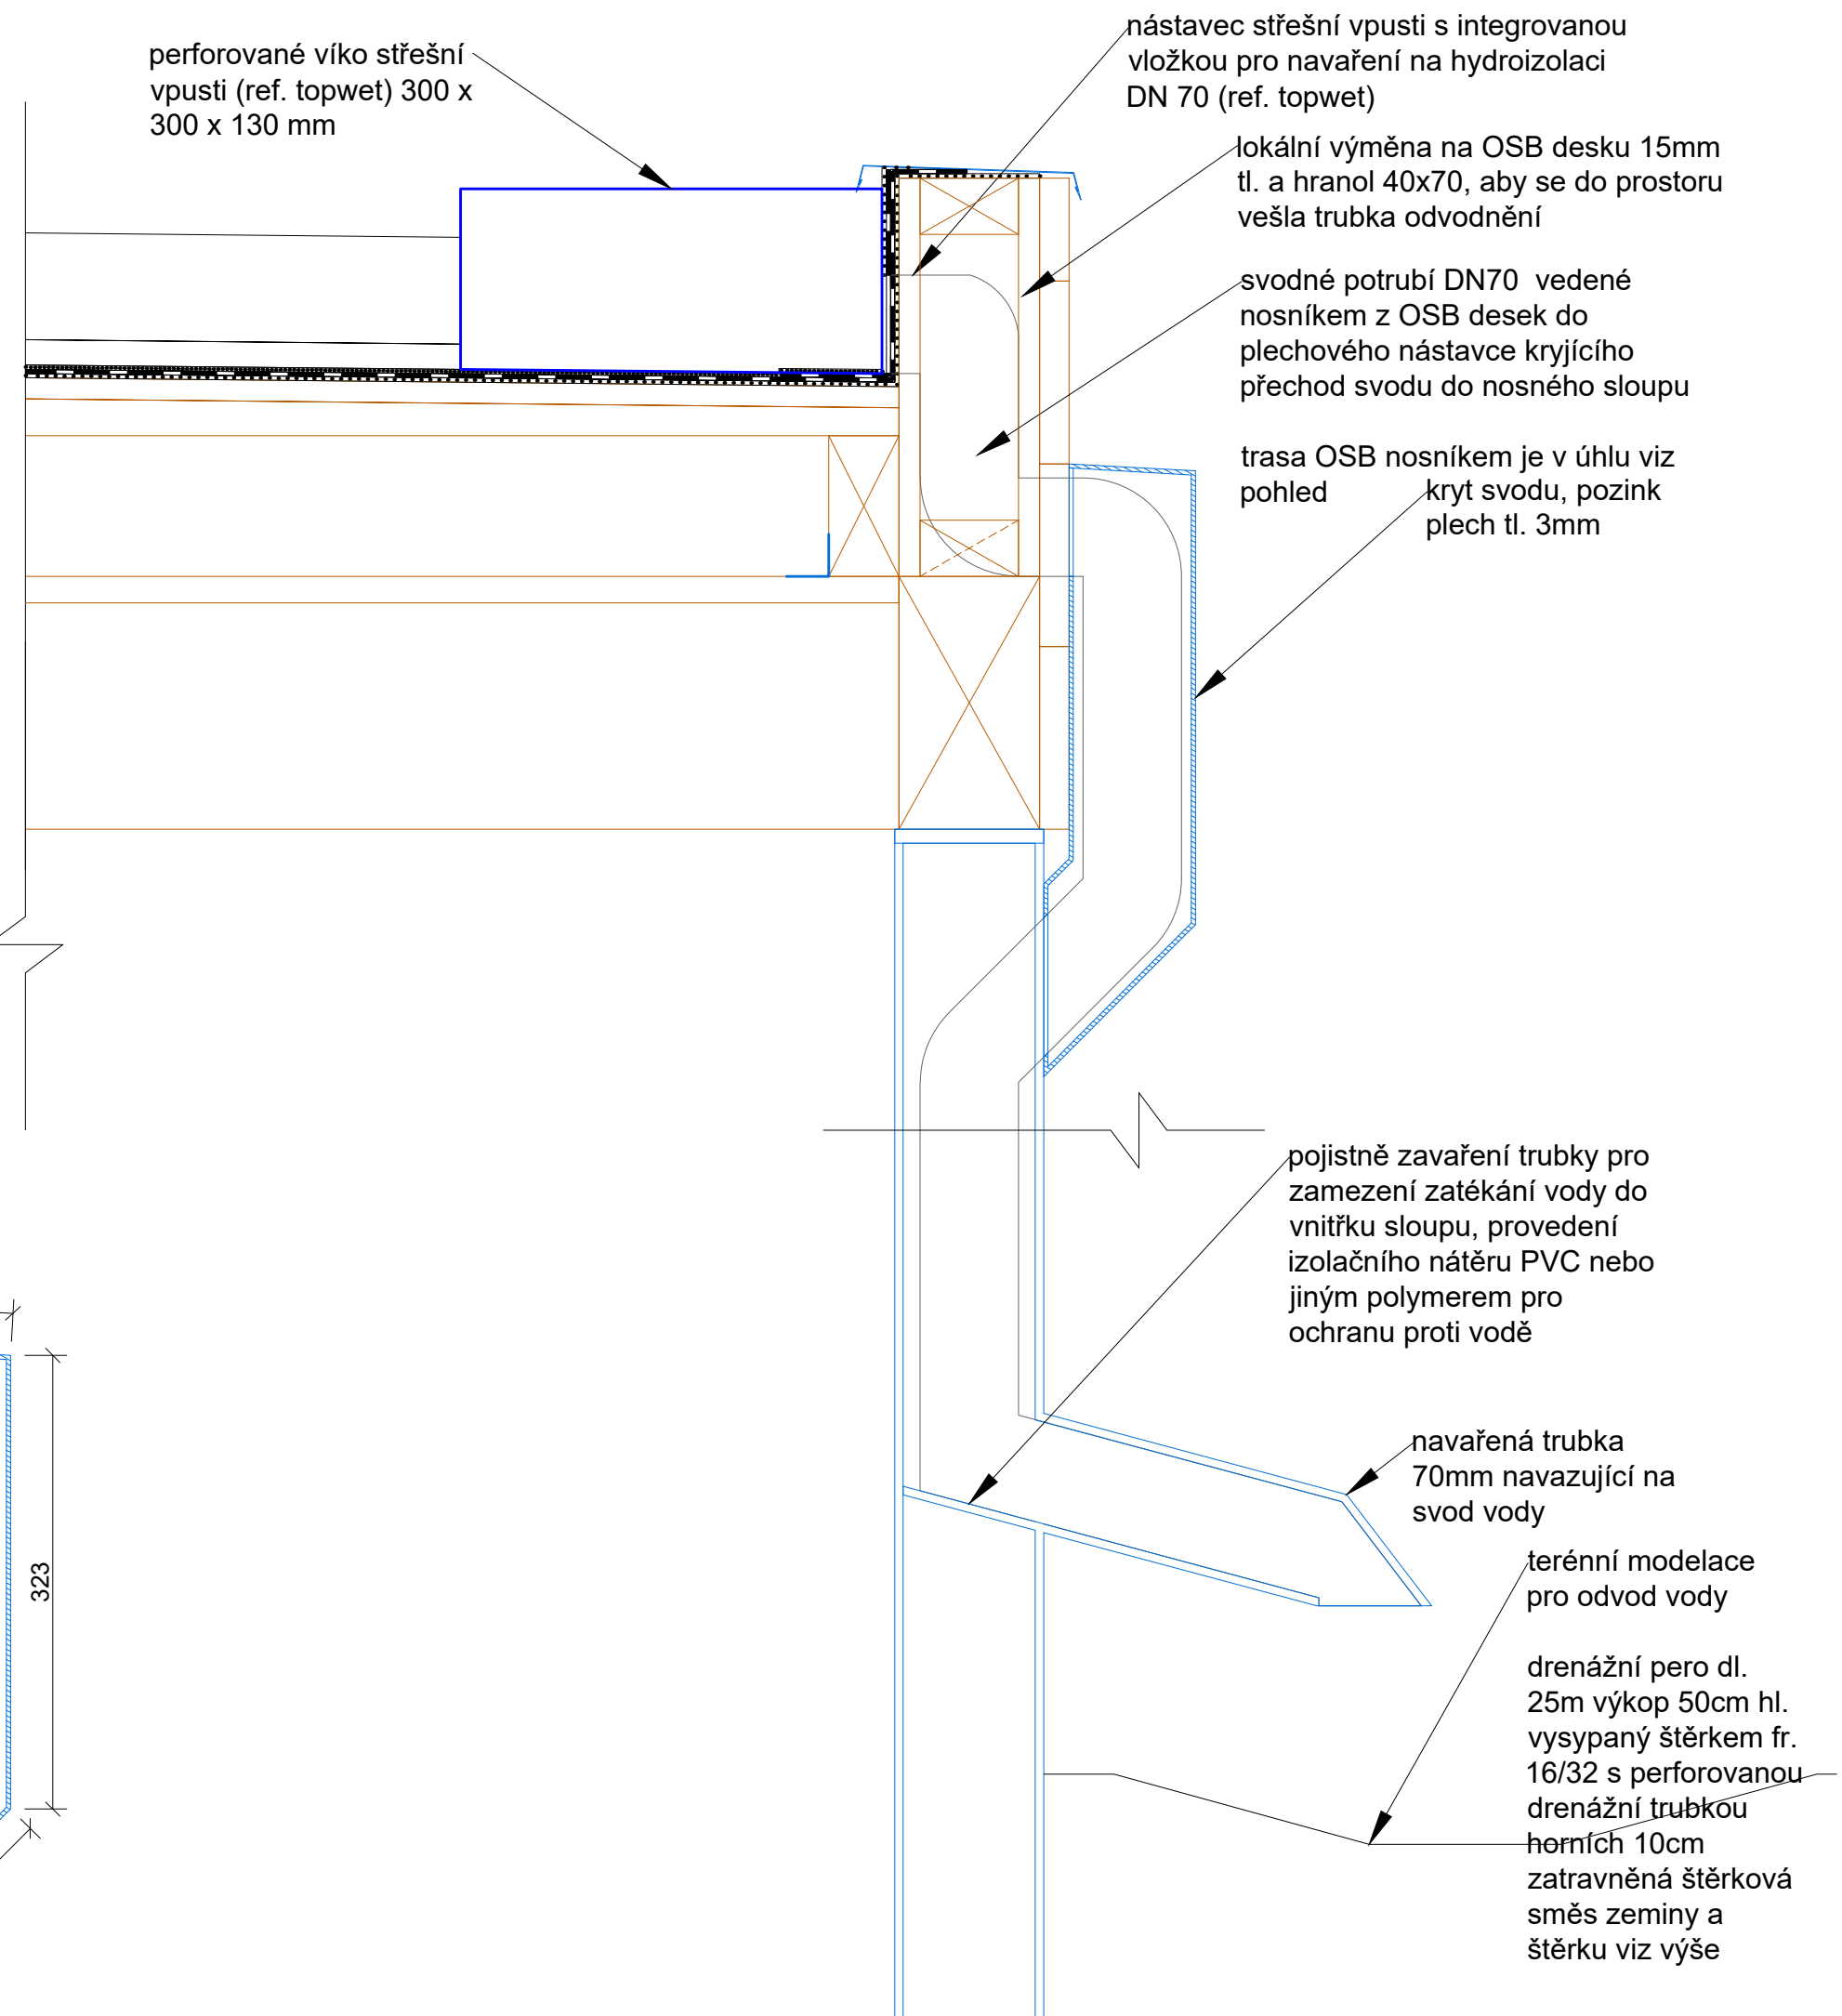 perforované víko střešní
vpusti (ref. topwet) 300 x
300 x 130 mm
nástavec střešní vpusti s integrovanou
vložkou pro navaření na hydroizolaci
DN 70 (ref. topwet)
lokální výměna na OSB desku 15mm
tl. a hranol 40x70, aby se do prostoru
vešla trubka odvodnění
svodné potrubí DN70 vedené
nosníkem z OSB desek do
plechového nástavce kryjícího
přechod svodu do nosného sloupu
trasa OSB nosníkem je v úhlu viz
pohled
kryt svodu, pozink
plech tl. 3mm
pojistně zavaření trubky pro
zamezení zatékání vody do
vnitřku sloupu, provedení
izolačního nátěru PVC nebo
jiným polymerem pro
ochranu proti vodě
navařená trubka
70mm navazující na
svod vody
323
terénní modelace
pro odvod vody
drenážní pero dl.
25m výkop 50cm hl.
vysypaný štěrkem fr.
16/32 s perforovanou
drenážní trubkou
horních 10cm
zatravněná štěrková
směs zeminy a
štěrku viz výše